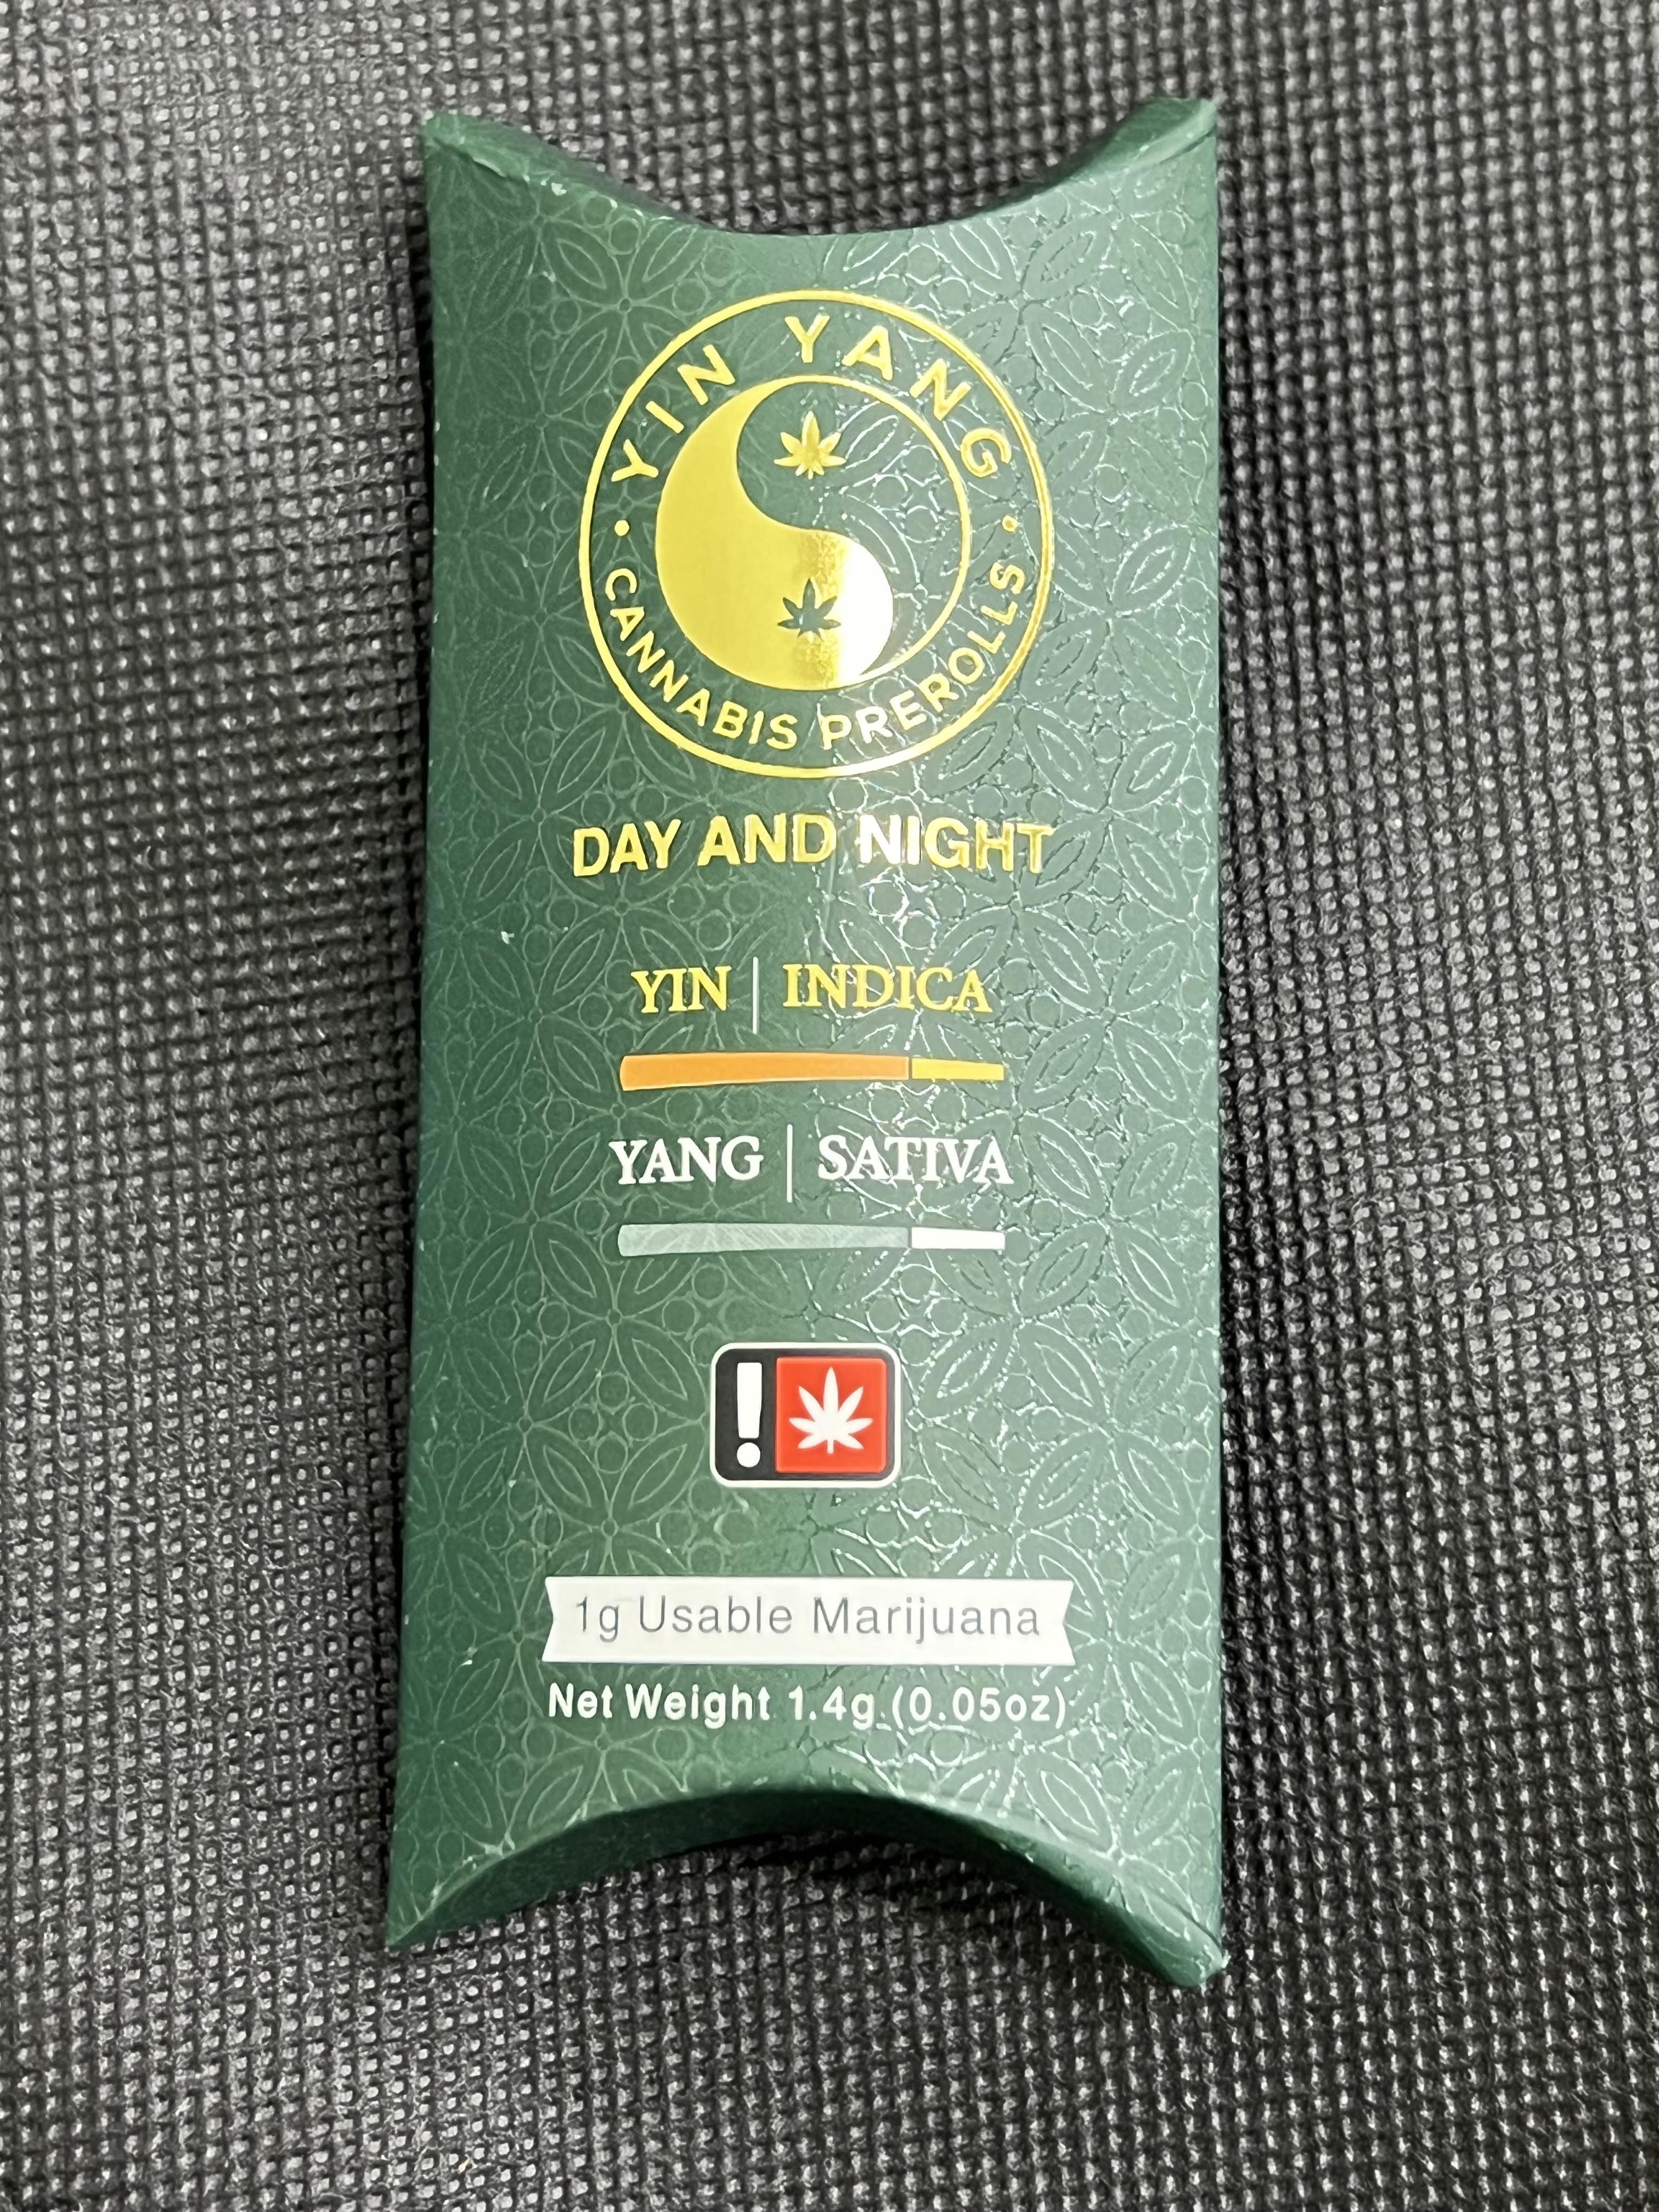 YIN YANG
· CANNABIS PREROLLS ·
DAY AND NIGHT
YIN | INDICA
YANG | SATIVA
!
1g Usable Marijuana
Net Weight 1.4g (0.05oz)